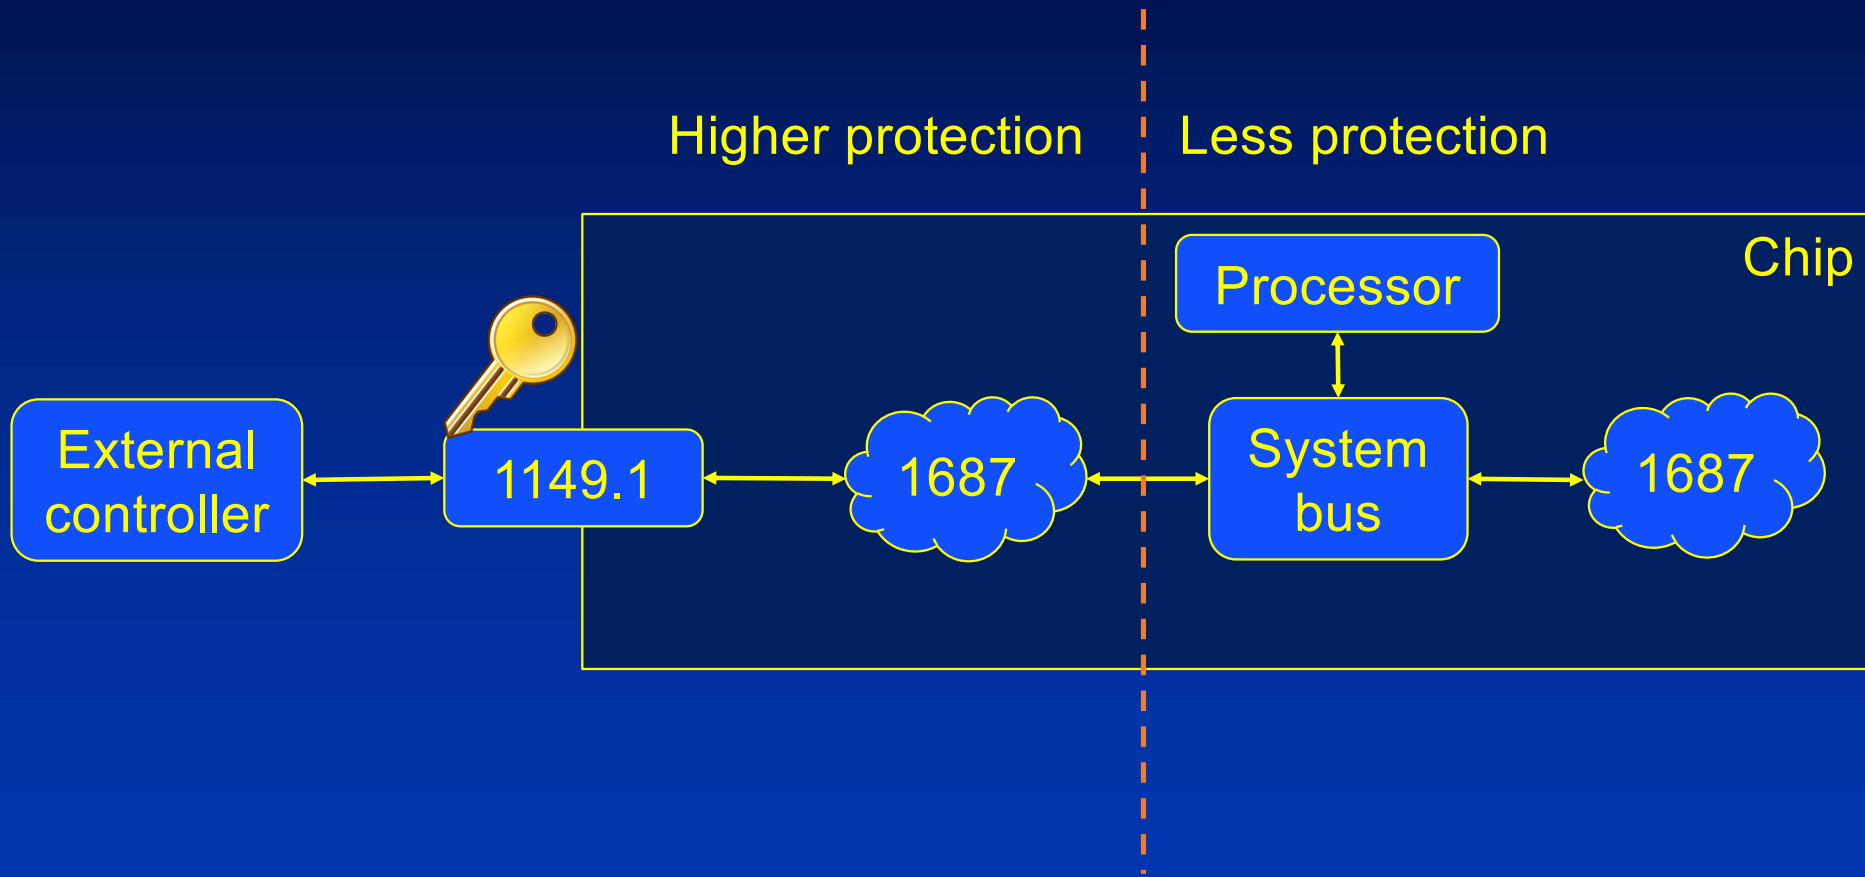 Higher protection
Less protection
Chip
Processor
External
controller
1149.1
1687
System
bus
1687